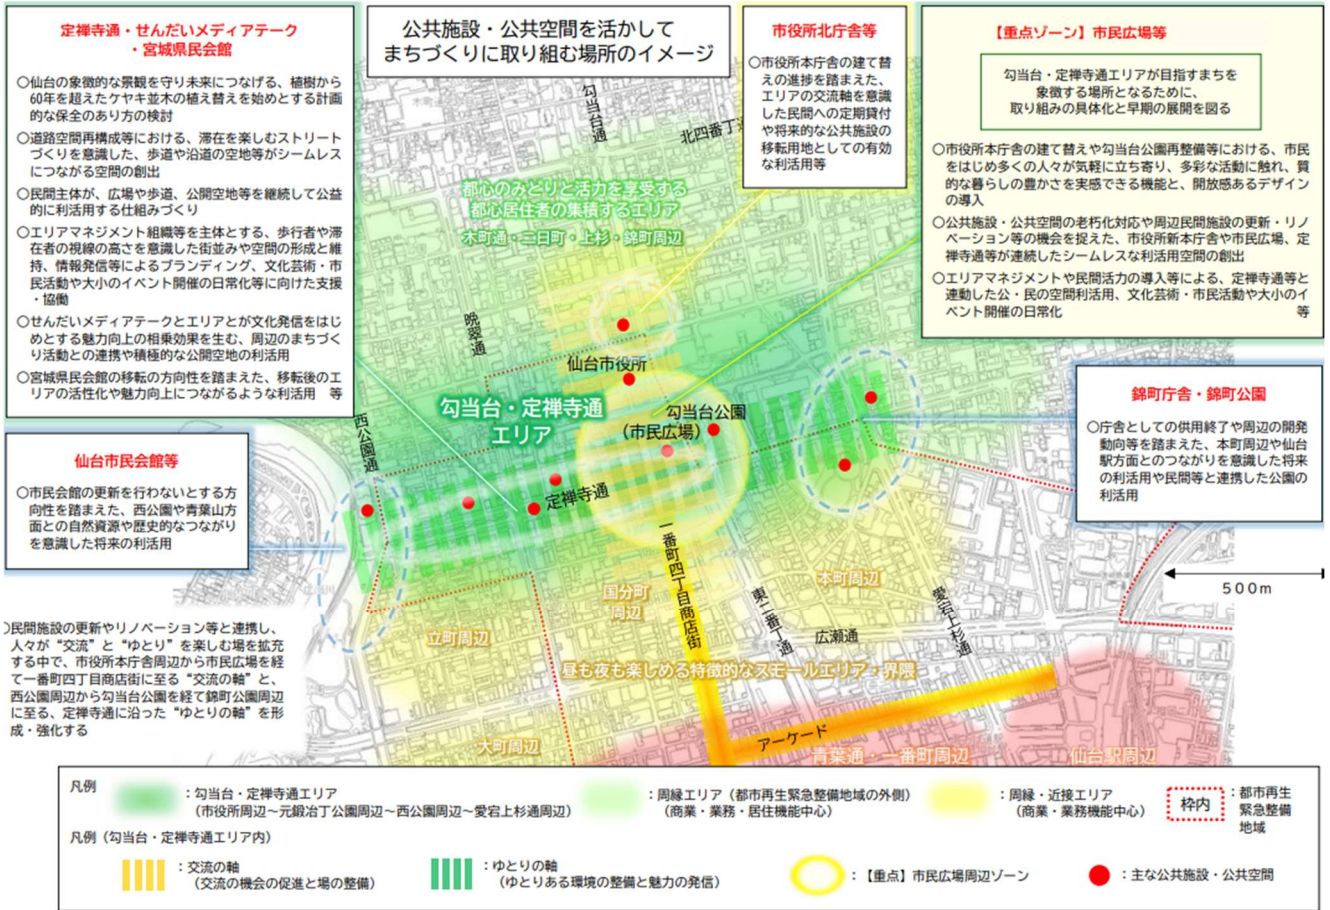 公共施設・公共空間を活かして
まちづくりに取り組む場所のイメージ
定禅寺通・せんだいメディアテーク
・宮城県民会館
○仙台の象徴的な景観を守り未来につなげる、植樹から
60年を超えたケヤキ並木の植え替えを始めとする計画
的な保全のあり方の検討
○道路空間再構成等における、滞在を楽しむストリート
づくりを意識した、歩道や沿道の空地等がシームレス
につながる空間の創出
○民間主体が、広場や歩道、公開空地等を継続して公益
的に利活用する仕組みづくり
○エリアマネジメント組織等を主体とする、歩行者や滞
在者の視線の高さを意識した街並みや空間の形成と維
持、情報発信等によるブランディング、文化芸術・市
民活動や大小のイベント開催の日常化等に向けた支援
・協働
○せんだいメディアテークとエリアとが文化発信をはじ
めとする魅力向上の相乗効果を生む、周辺のまちづく
り活動との連携や積極的な公開空地の利活用
○宮城県民会館の移転の方向性を踏まえた、移転後のエ
リアの活性化や魅力向上につながるような利活用 等
市役所北庁舎等
○市役所本庁舎の建て替
えの進捗を踏まえた、
エリアの交流軸を意識
した民間への定期貸付
や将来的な公共施設の
移転用地としての有効
な利活用等
【重点ゾーン】市民広場等
勾当台・定禅寺通エリアが目指すまちを
象徴する場所となるために、
取り組みの具体化と早期の展開を図る
○市役所本庁舎の建て替えや勾当台公園再整備等における、市民
をはじめ多くの人々が気軽に立ち寄り、多彩な活動に触れ、質
的な暮らしの豊かさを実感できる機能と、開放感あるデザイン
の導入
○公共施設・公共空間の老朽化対応や周辺民間施設の更新・リノ
ベーション等の機会を捉えた、市役所新本庁舎や市民広場、定
禅寺通等が連続したシームレスな利活用空間の創出
○エリアマネジメントや民間活力の導入等による、定禅寺通等と
連動した公・民の空間利活用、文化芸術・市民活動や大小のイ
ベント開催の日常化 等
錦町庁舎・錦町公園
○庁舎としての供用終了や周辺の開発
動向等を踏まえた、本町周辺や仙台
駅方面とのつながりを意識した将来
の利活用や民間等と連携した公園の
利活用
仙台市民会館等
○市民会館の更新を行わないとする方
向性を踏まえた、西公園や青葉山方
面との自然資源や歴史的なつながり
を意識した将来の利活用
○民間施設の更新やリノベーション等と連携し、
人々が“交流”と“ゆとり”を楽しむ場を拡充
する中で、市役所本庁舎周辺から市民広場を経
て一番町四丁目商店街に至る“交流の軸”と、
西公園周辺から勾当台公園を経て錦町公園周辺
に至る、定禅寺通に沿った“ゆとりの軸”を形
成・強化する
勾当台通
北四番丁通
都心のみどりと活力を享受する
都心居住者の集積するエリア
木町通・二日町・上杉・錦町周辺
晩翠通
仙台市役所
勾当台・定禅寺通
エリア
勾当台公園
（市民広場）
西公園通
定禅寺通
一番町四丁目商店街
国分町
周辺
本町周辺
東二番丁通
愛宕上杉通
広瀬通
立町周辺
昼も夜も楽しめる特徴的なスモールエリア・界隈
大町周辺
アーケード
青葉通・一番町周辺
仙台駅周辺
500m
凡例
：勾当台・定禅寺通エリア
（市役所周辺～元鍛冶丁公園周辺～西公園周辺～愛宕上杉通周辺）
：周縁エリア（都市再生緊急整備地域の外側）
（商業・業務・居住機能中心）
：周縁・近接エリア
（商業・業務機能中心）
枠内
：都市再生
緊急整備
地域
凡例（勾当台・定禅寺通エリア内）
：交流の軸
（交流の機会の促進と場の整備）
：ゆとりの軸
（ゆとりある環境の整備と魅力の発信）
：【重点】市民広場周辺ゾーン
：主な公共施設・公共空間